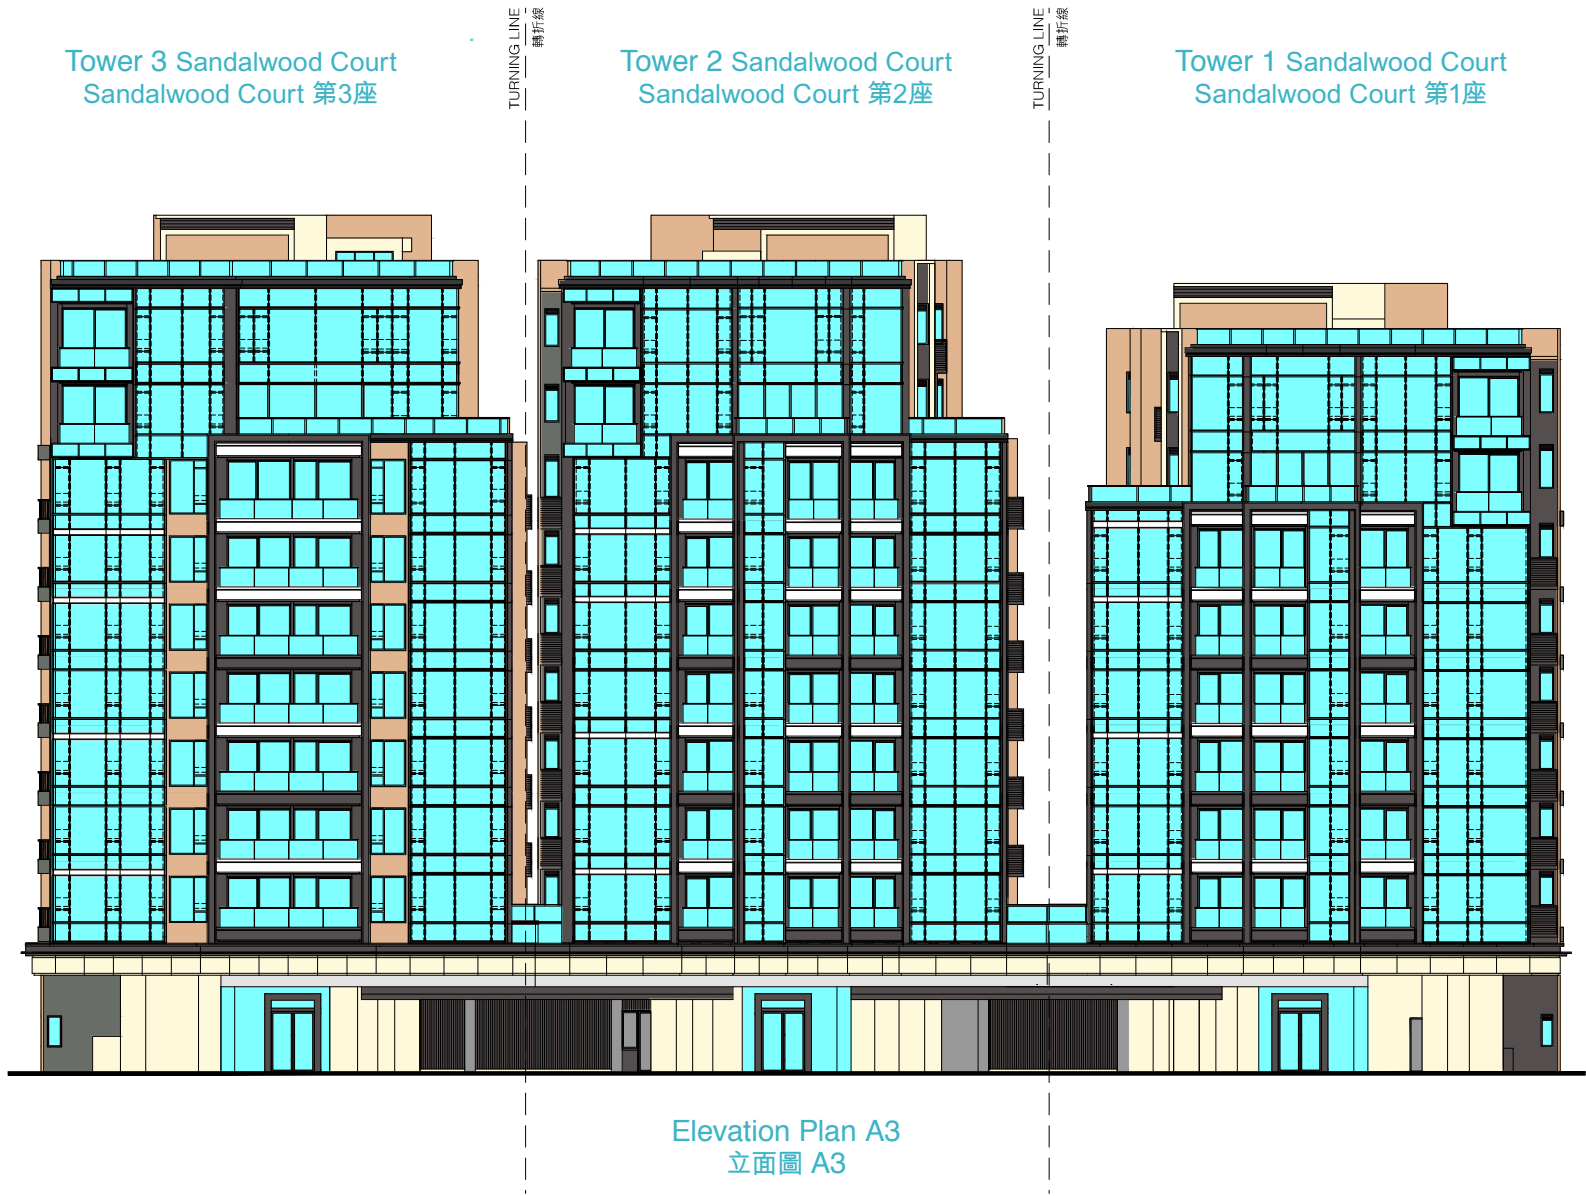 Tower 3 Sandalwood Court
Sandalwood Court 第3座
TURNING LINE
轉折線
Tower 2 Sandalwood Court
Sandalwood Court 第2座
TURNING LINE
轉折線
Tower 1 Sandalwood Court
Sandalwood Court 第1座
Elevation Plan A3
立面圖 A3